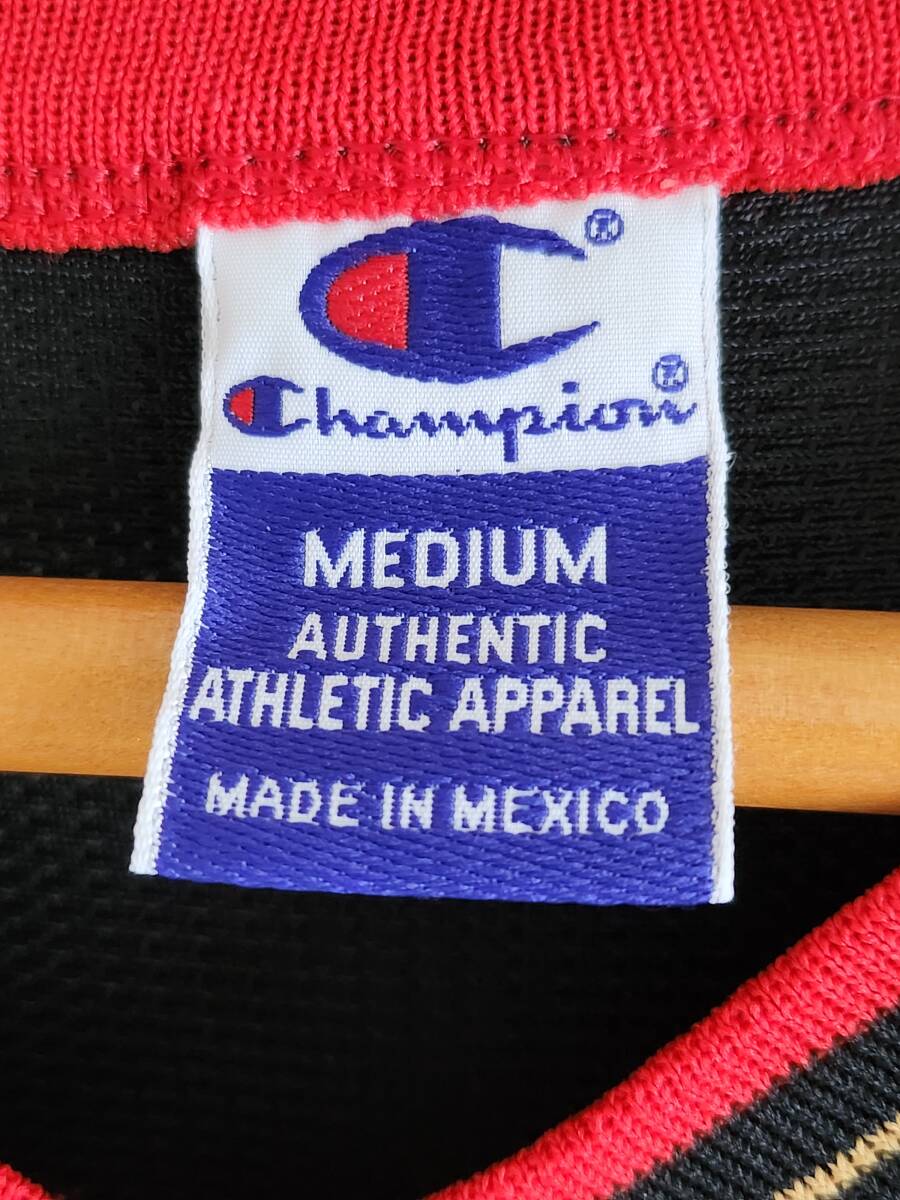 ®
Champion®
MEDIUM
AUTHENTIC
ATHLETIC APPAREL
MADE IN MEXICO